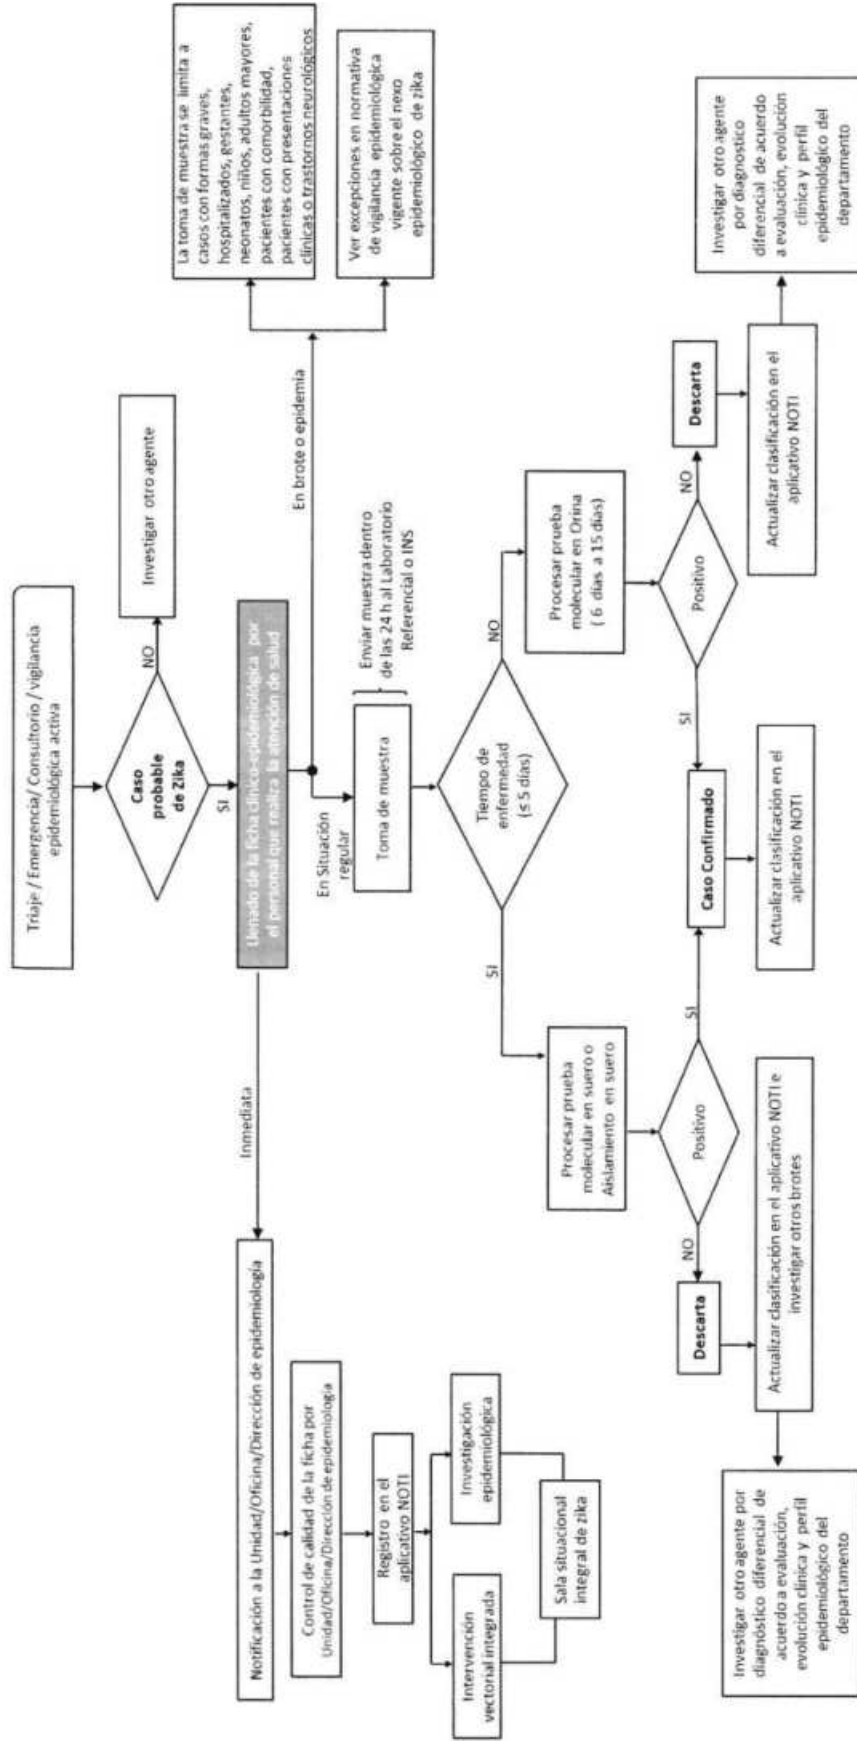 Triaje / Emergencia/ Consultorio / vigilancia
epidemiológica activa
Caso
probable
de Zika
NO
Investigar otro agente
SI
Llenado de la ficha clínico-epidemiológica por
el personal que realiza la atención de salud
Inmediata
En Situación
regular
En brote o epidemia
La toma de muestra se limita a
casos con formas graves,
hospitalizados, gestantes,
neonatos, niños, adultos mayores,
pacientes con comorbilidad,
pacientes con presentaciones
clínicas o trastornos neurológicos
Ver excepciones en normativa
de vigilancia epidemiológica
vigente sobre el nexo
epidemiológico de zika
Notificación a la Unidad/Oficina/Dirección de epidemiología
Control de calidad de la ficha por
Unidad/Oficina/Dirección de epidemiología
Registro en el
aplicativo NOTI
Intervención
vectorial integrada
Investigación
epidemiológica
Sala situacional
integral de zika
Toma de muestra
Enviar muestra dentro
de las 24 h al Laboratorio
Referencial o INS
Tiempo de
enfermedad
(≤ 5 días)
SI
NO
Procesar prueba
molecular en suero o
Aislamiento en suero
Procesar prueba
molecular en Orina
( 6 días a 15 días)
Positivo
Positivo
NO
SI
SI
NO
Descarta
Caso Confirmado
Descarta
Actualizar clasificación en el aplicativo NOTI e
investigar otros brotes
Actualizar clasificación en el
aplicativo NOTI
Actualizar clasificación en el
aplicativo NOTI
Investigar otro agente por
diagnóstico diferencial de
acuerdo a evaluación,
evolución clínica y perfil
epidemiológico del
departamento
Investigar otro agente
por diagnostico
diferencial de acuerdo
a evaluación, evolución
clínica y perfil
epidemiológico del
departamento